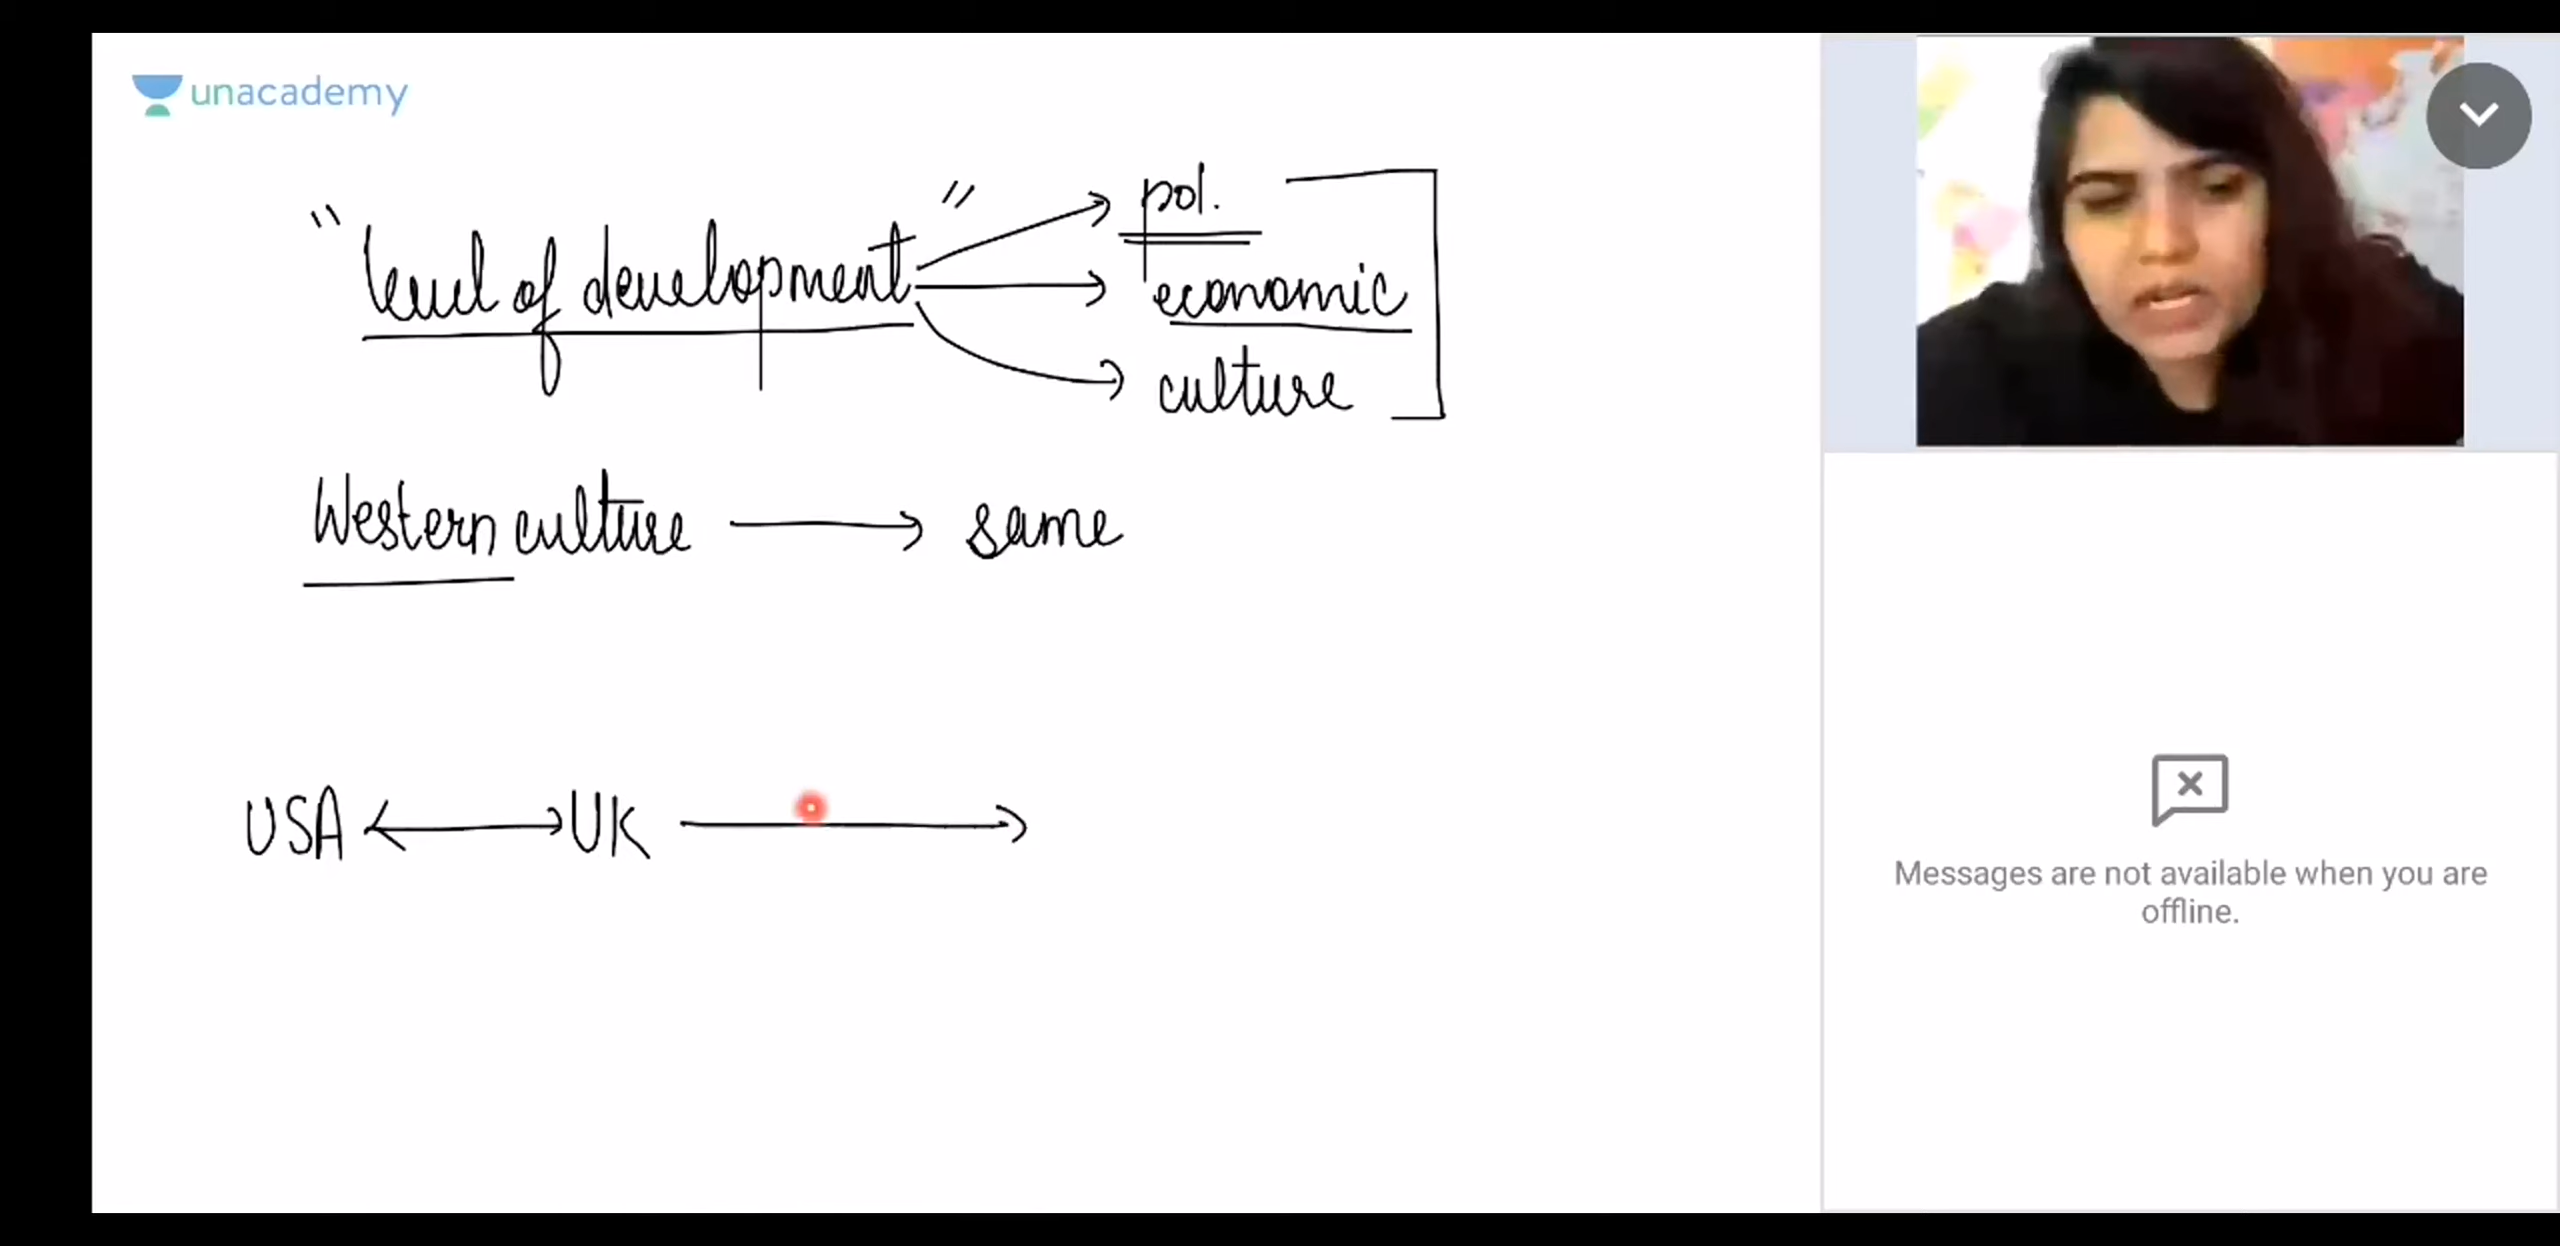 unacademy
"level of development" → pol.
→ economic
→ culture
Western culture → same
USA ↔ UK →
Messages are not available when you are
offline.